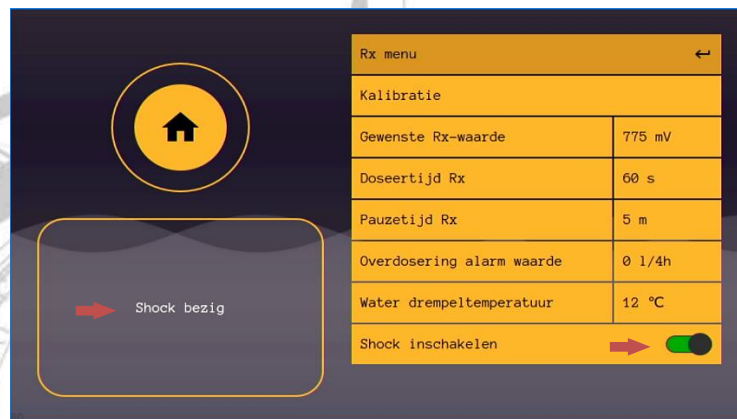 Rx menu
Kalibratie
Gewenste Rx-waarde 775 mV
Doseertijd Rx 60 s
Pauzetijd Rx 5 m
Overdosering alarm waarde 0 l/4h
Water drempeltemperatuur 12 °C
Shock inschakelen
Shock bezig